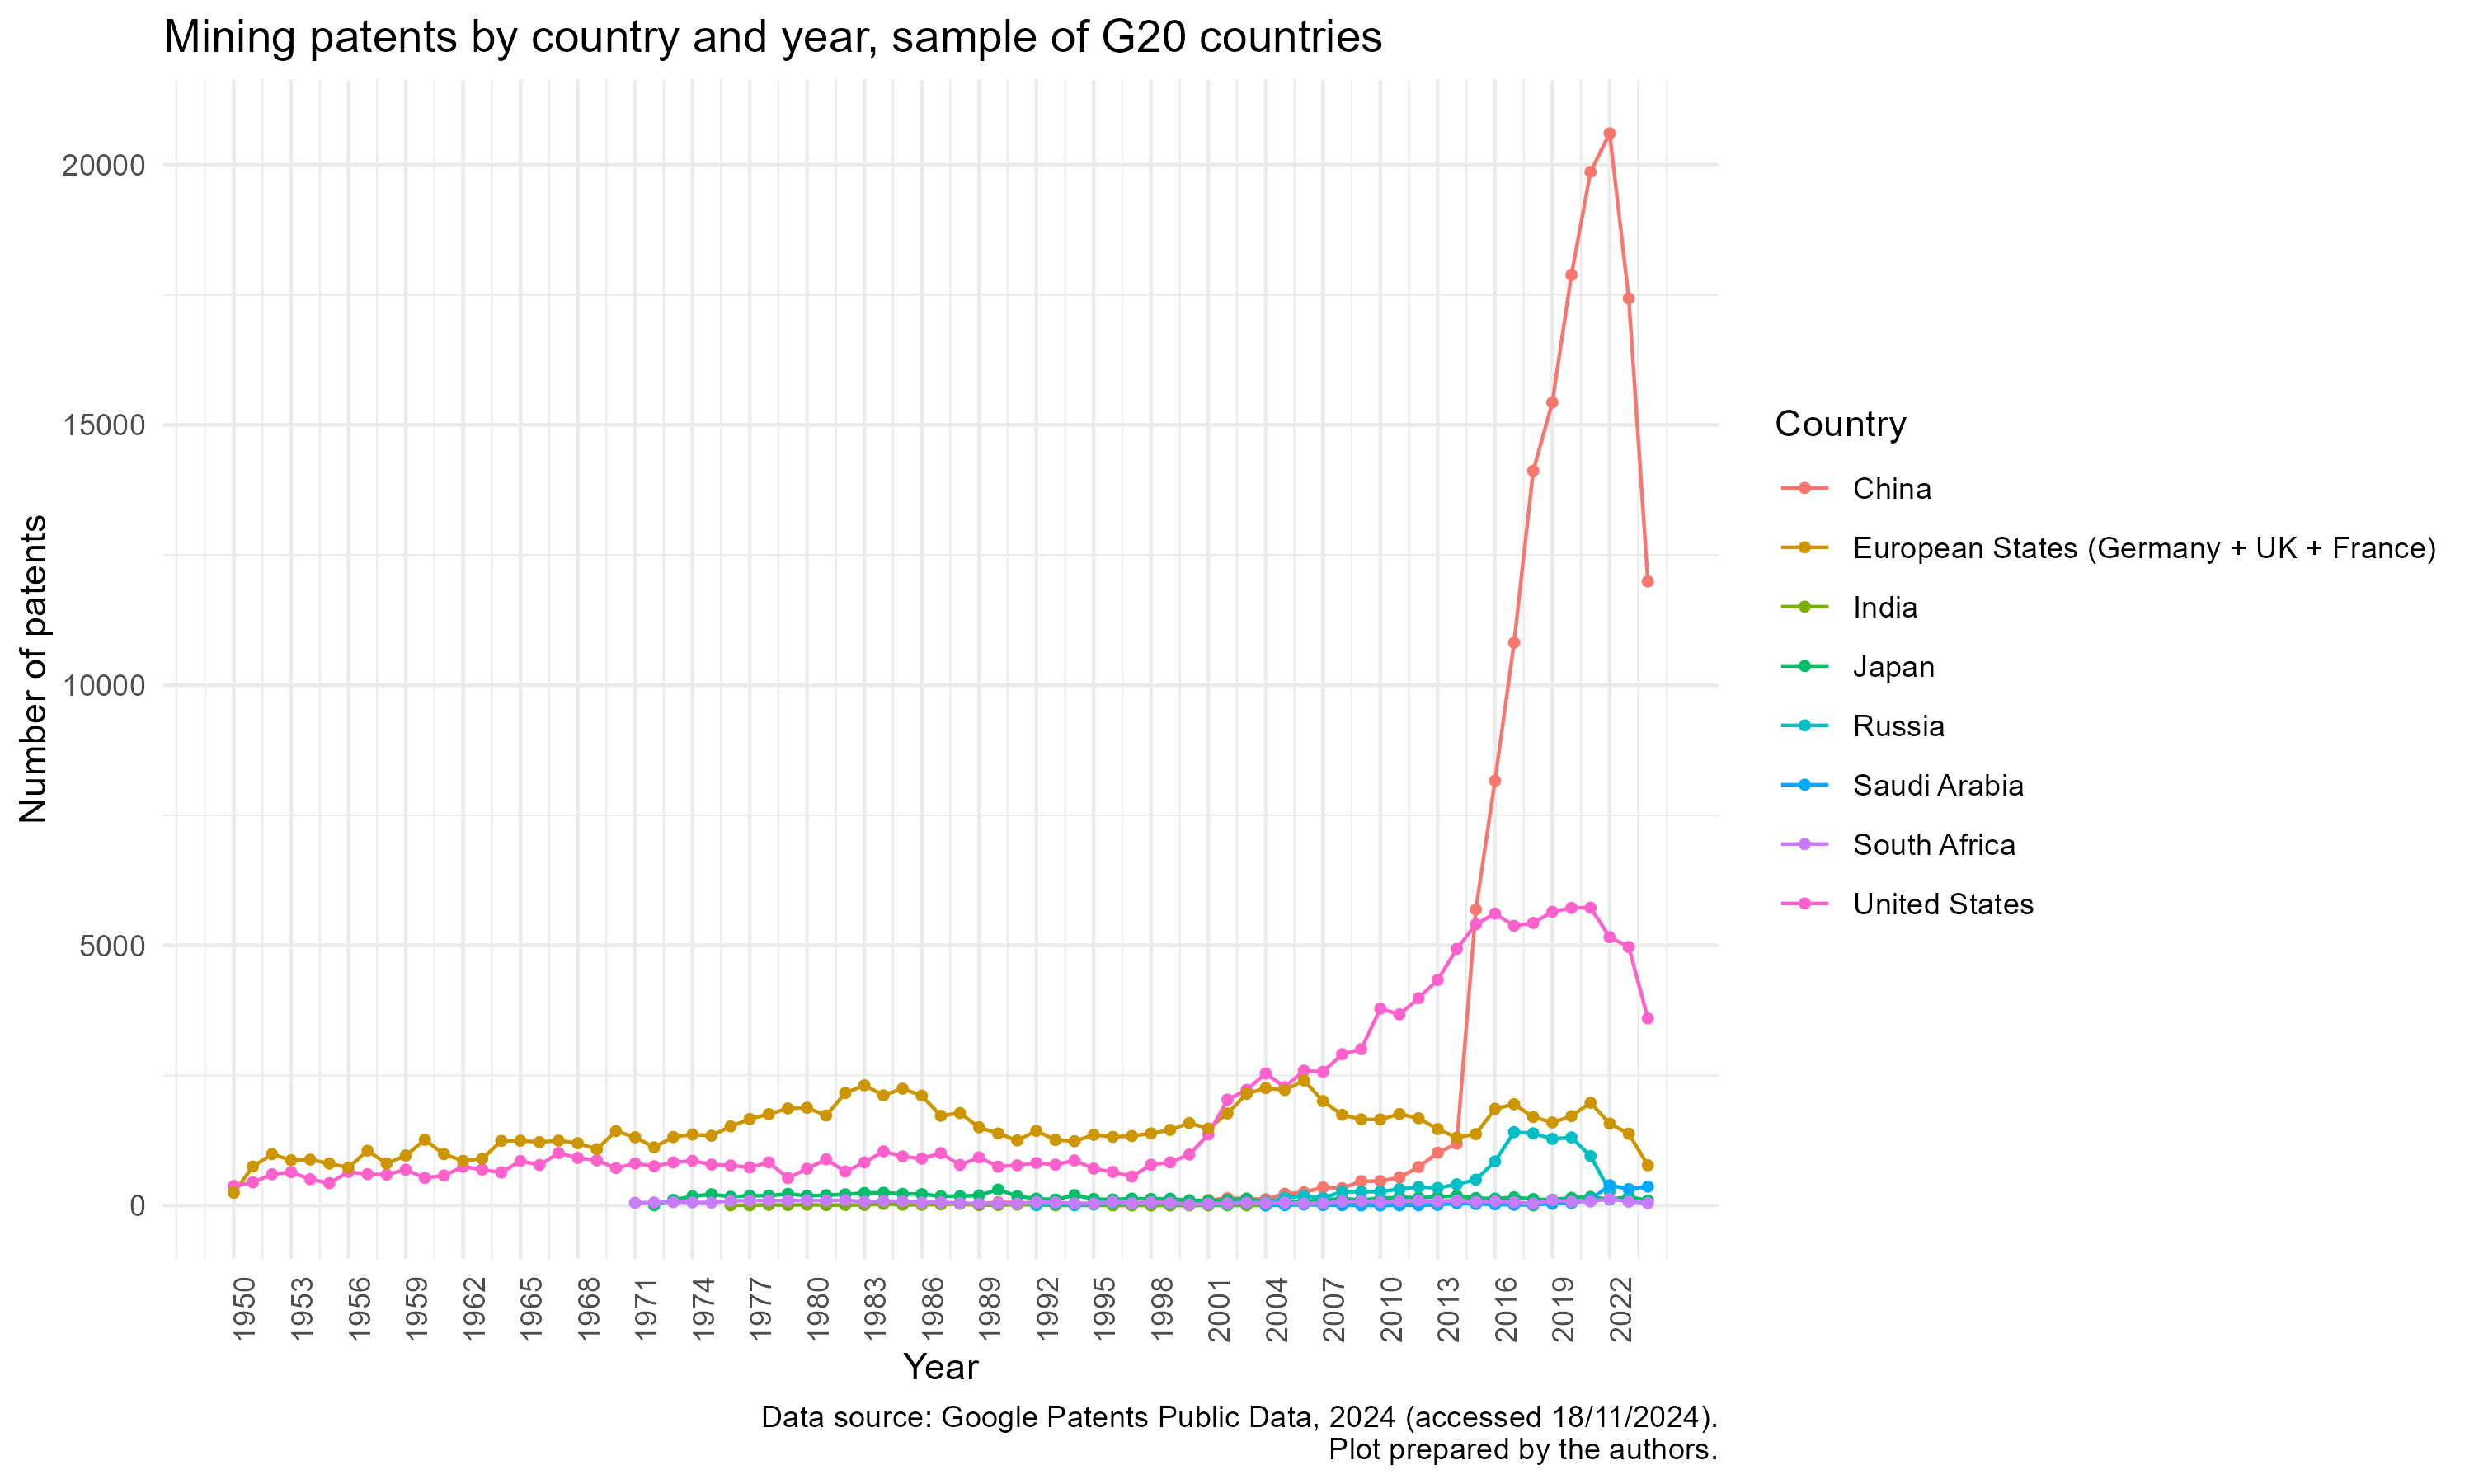 Mining patents by country and year, sample of G20 countries
Number of patents
20000
15000
10000
5000
0
1950
1953
1956
1959
1962
1965
1968
1971
1974
1977
1980
1983
1986
1989
1992
1995
1998
2001
2004
2007
2010
2013
2016
2019
2022
Year
Country
China
European States (Germany + UK + France)
India
Japan
Russia
Saudi Arabia
South Africa
United States
Data source: Google Patents Public Data, 2024 (accessed 18/11/2024).
Plot prepared by the authors.